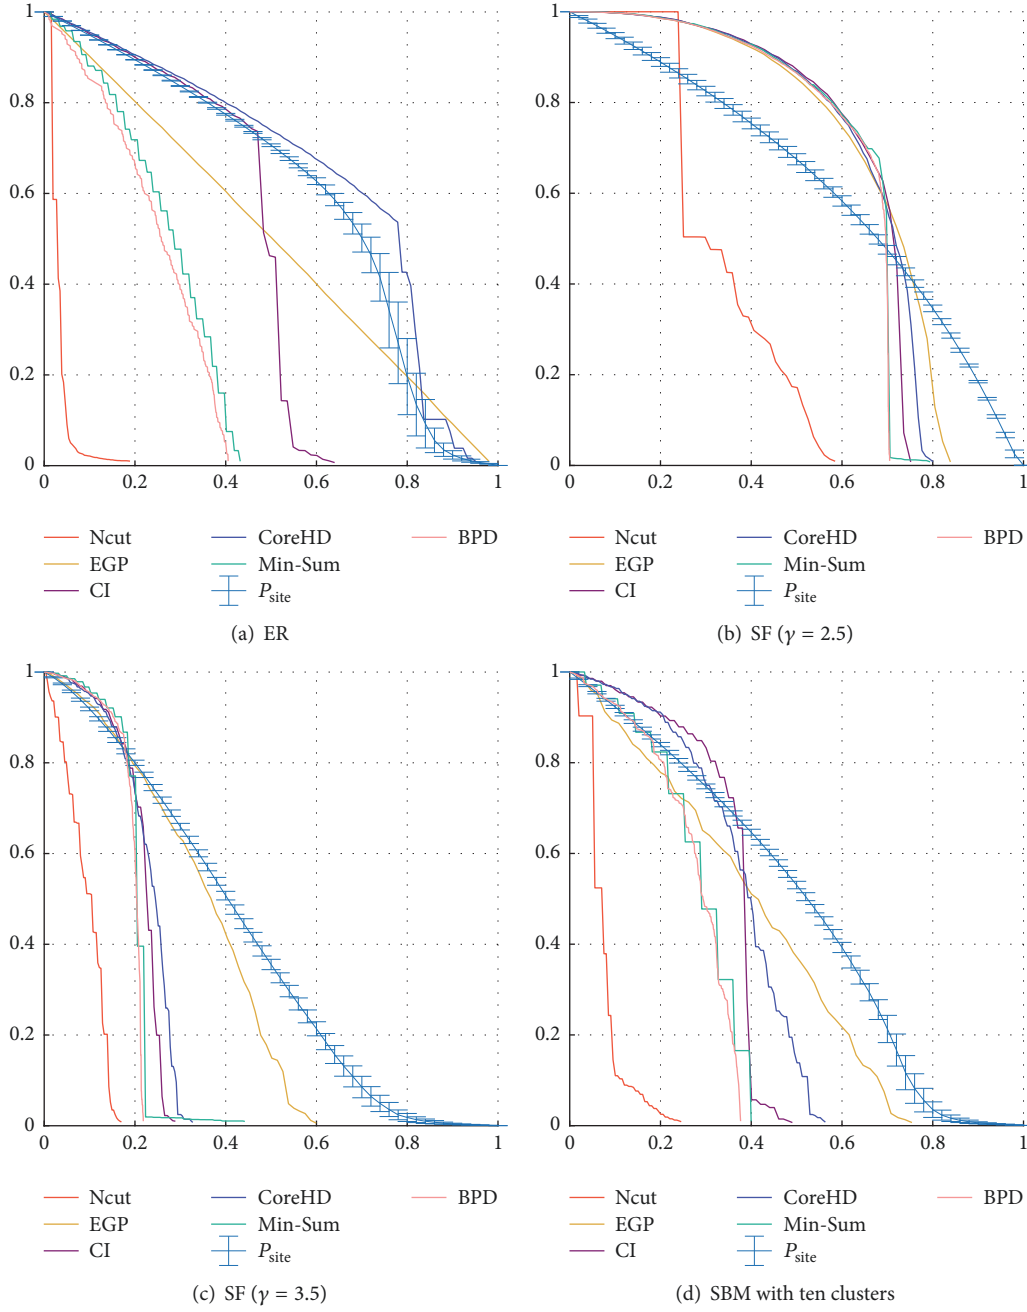 1
0.8
0.6
0.4
0.2
0
0 0.2 0.4 0.6 0.8 1
Ncut CoreHD BPD
EGP Min-Sum
CI Psite
(a) ER
1
0.8
0.6
0.4
0.2
0
0 0.2 0.4 0.6 0.8 1
Ncut CoreHD BPD
EGP Min-Sum
CI Psite
(b) SF (γ = 2.5)
1
0.8
0.6
0.4
0.2
0
0 0.2 0.4 0.6 0.8 1
Ncut CoreHD BPD
EGP Min-Sum
CI Psite
(c) SF (γ = 3.5)
1
0.8
0.6
0.4
0.2
0
0 0.2 0.4 0.6 0.8 1
Ncut CoreHD BPD
EGP Min-Sum
CI Psite
(d) SBM with ten clusters